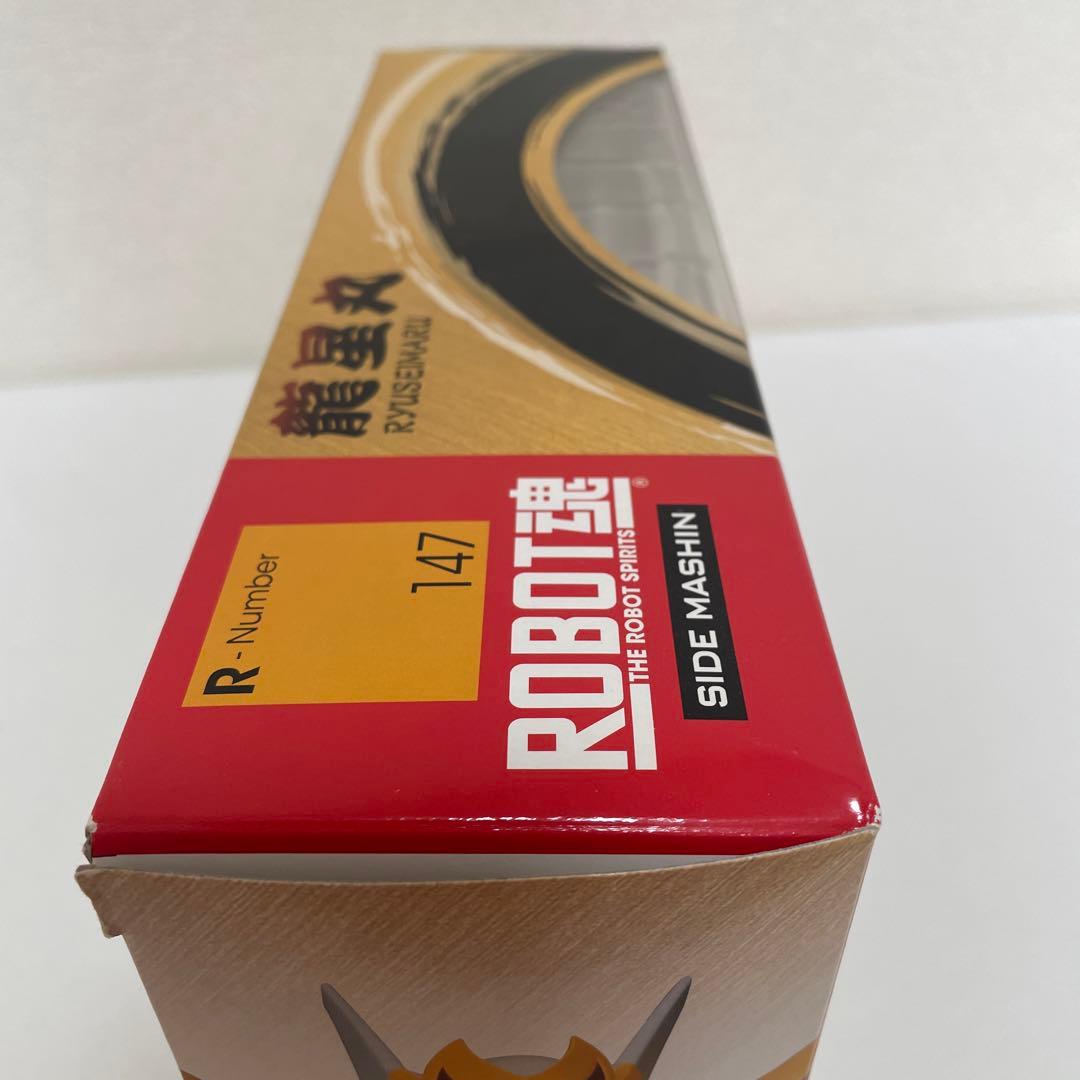 龍星丸
RYUSEIMARU
R - Number
147
ROBOT魂®
THE ROBOT SPIRITS
SIDE MASHIN